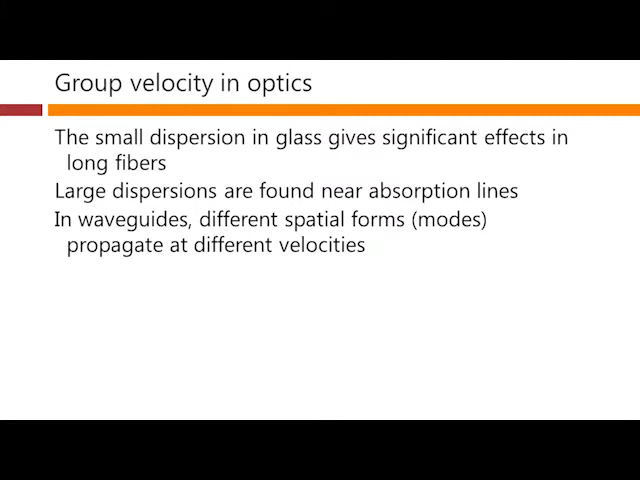 Group velocity in optics
The small dispersion in glass gives significant effects in
long fibers
Large dispersions are found near absorption lines
In waveguides, different spatial forms (modes)
propagate at different velocities